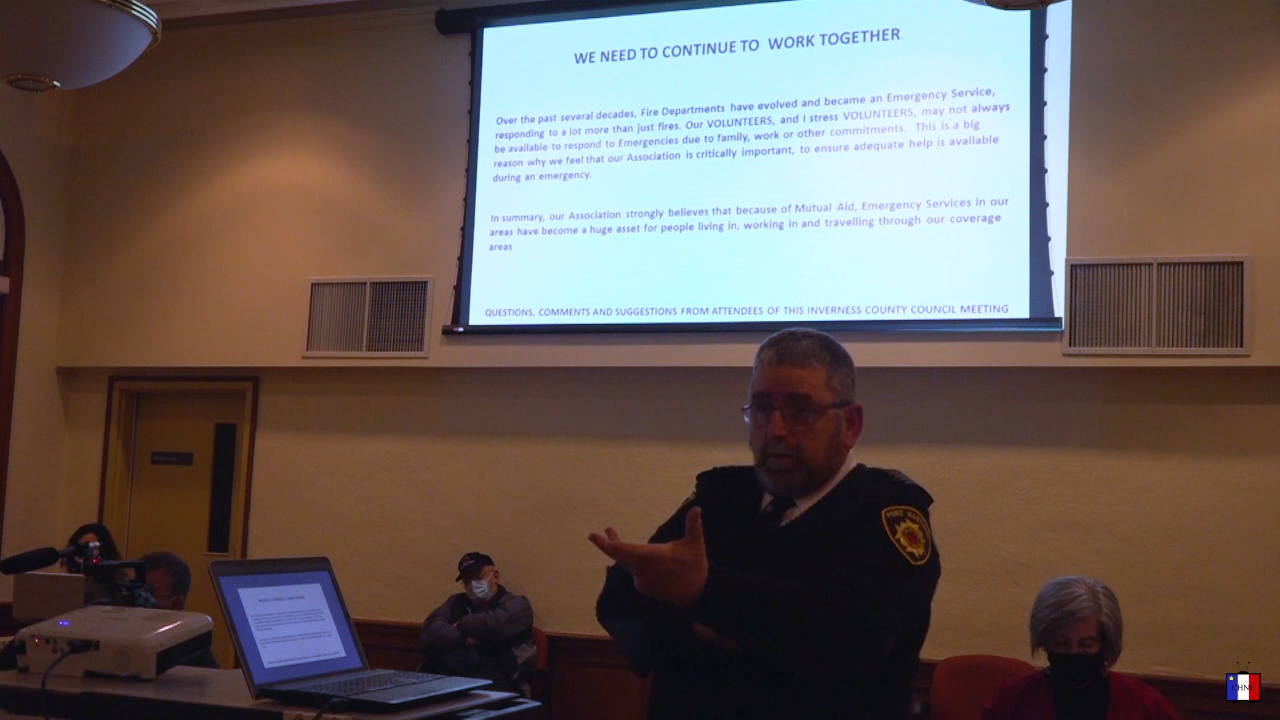 WE NEED TO CONTINUE TO WORK TOGETHER
Over the past several decades, Fire Departments have evolved and became an Emergency Service,
responding to a lot more than just fires. Our VOLUNTEERS, and I stress VOLUNTEERS, may not always
be available to respond to Emergencies due to family, work or other commitments. This is a big
reason why we feel that our Association is critically important, to ensure adequate help is available
during an emergency.
In summary, our Association strongly believes that because of Mutual Aid, Emergency Services in our
areas have become a huge asset for people living in, working in and travelling through our coverage
areas
QUESTIONS, COMMENTS AND SUGGESTIONS FROM ATTENDEES OF THIS INVERNESS COUNTY COUNCIL MEETING
PORT